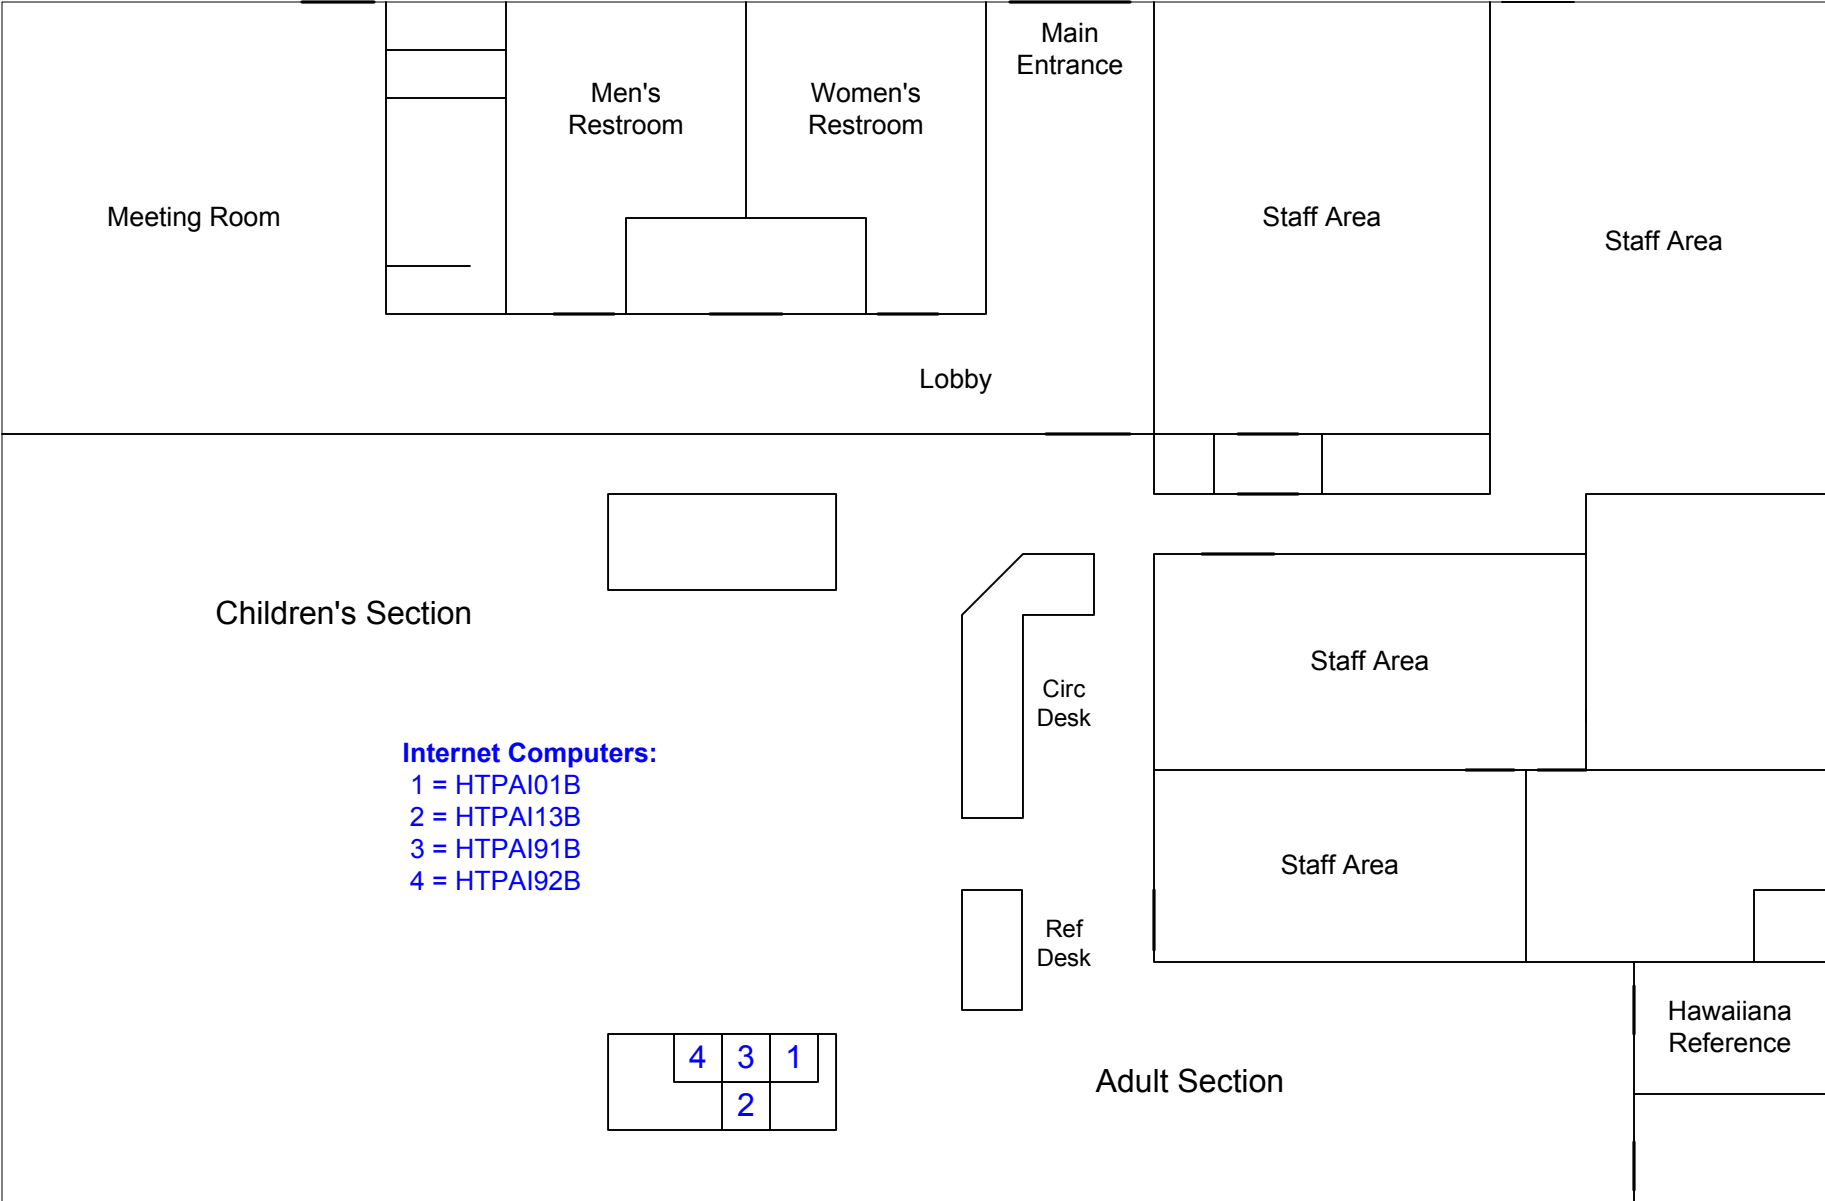 Main
Entrance
Men's
Restroom
Women's
Restroom
Meeting Room
Staff Area
Staff Area
Lobby
Children's Section
Staff Area
Circ
Desk
Internet Computers:
1 = HTPAI01B
2 = HTPAI13B
3 = HTPAI91B
4 = HTPAI92B
Staff Area
Ref
Desk
Hawaiiana
Reference
4 3 1
2
Adult Section